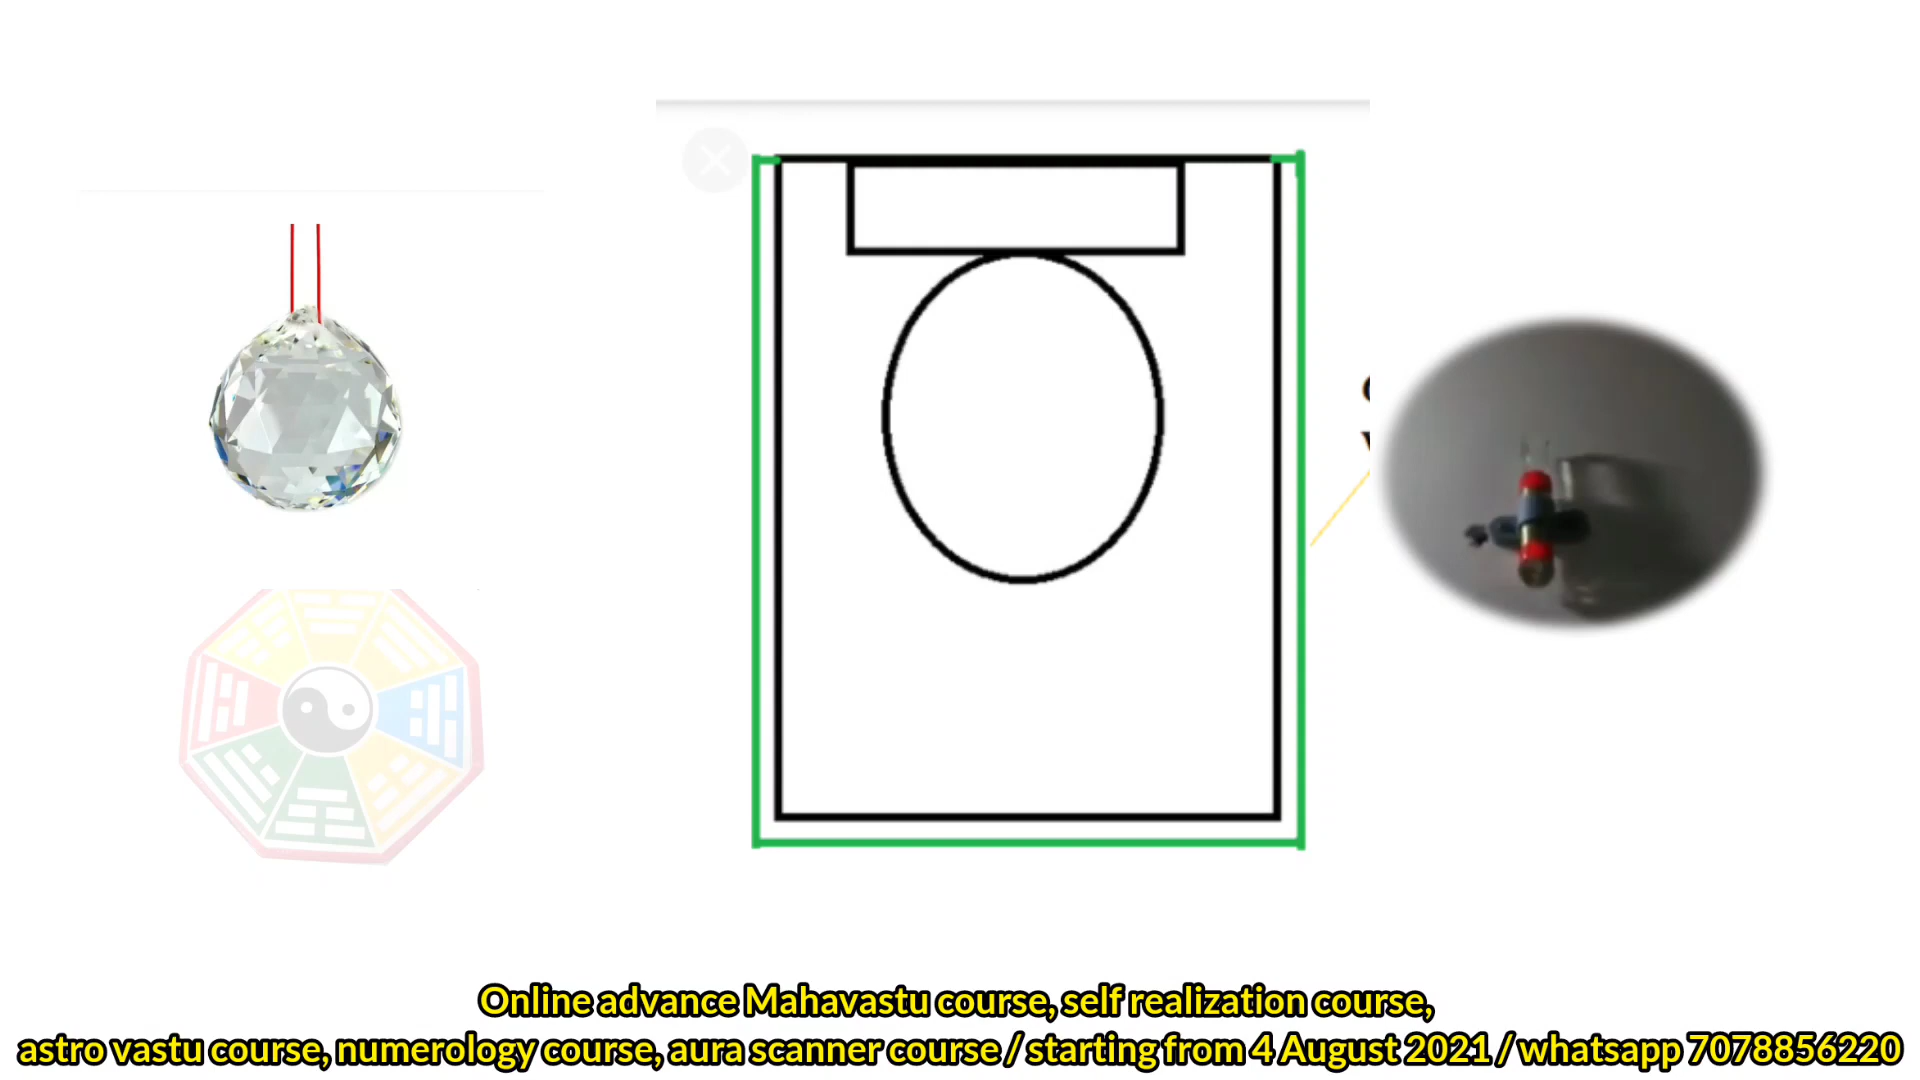 Online advance Mahavastu course, self realization course,
astro vastu course, numerology course, aura scanner course / starting from 4 August 2021 / whatsapp 7078856220